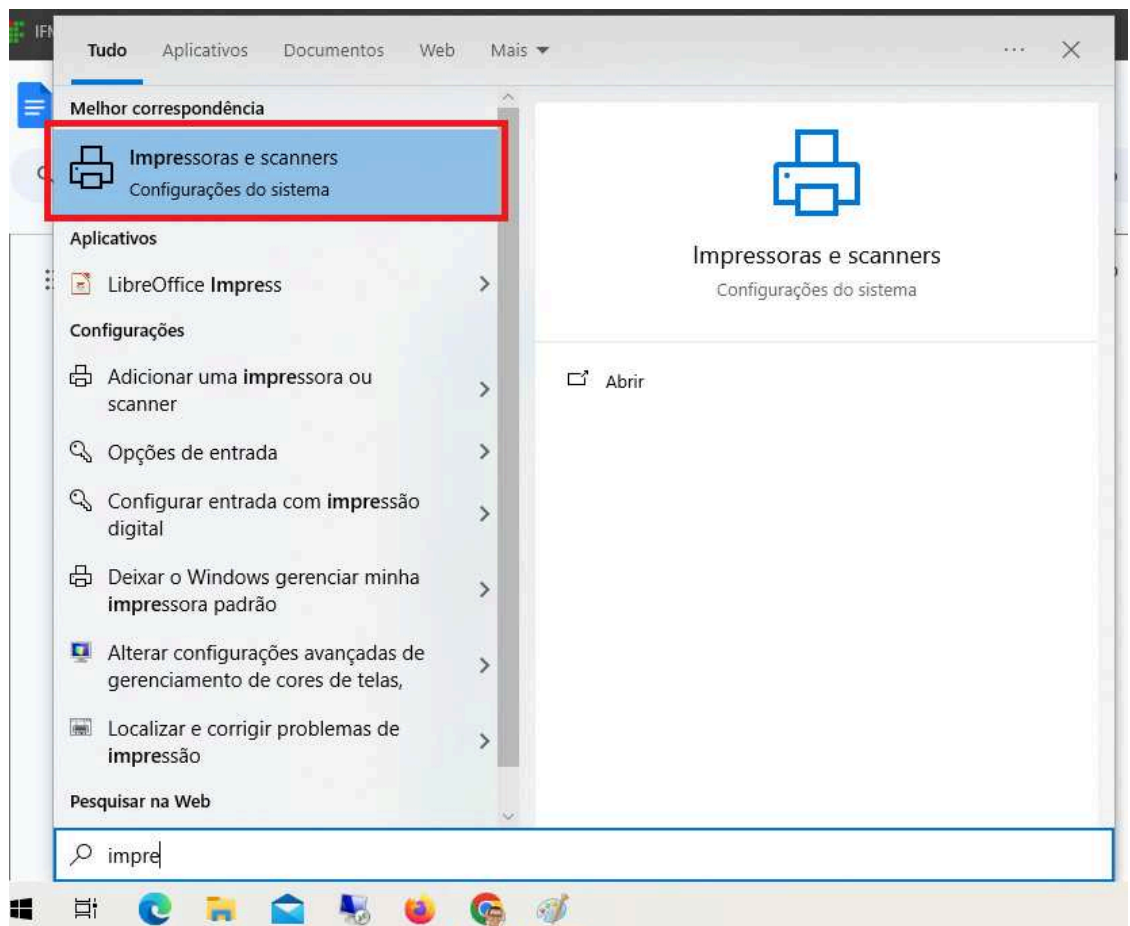 IFM
Tudo Aplicativos Documentos Web Mais
Melhor correspondência
Impressoras e scanners
Configurações do sistema
Aplicativos
LibreOffice Impress
Configurações
Adicionar uma impressora ou
scanner
Opções de entrada
Configurar entrada com impressão
digital
Deixar o Windows gerenciar minha
impressora padrão
Alterar configurações avançadas de
gerenciamento de cores de telas,
Localizar e corrigir problemas de
impressão
Pesquisar na Web
impre
Impressoras e scanners
Configurações do sistema
Abrir